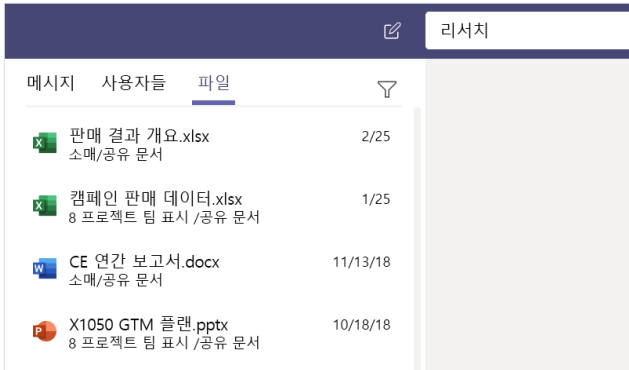 리서치
메시지 사용자들 파일
판매 결과 개요.xlsx 2/25
소매/공유 문서
캠페인 판매 데이터.xlsx 1/25
8 프로젝트 팀 표시 /공유 문서
CE 연간 보고서.docx 11/13/18
소매/공유 문서
X1050 GTM 플랜.pptx 10/18/18
8 프로젝트 팀 표시 /공유 문서